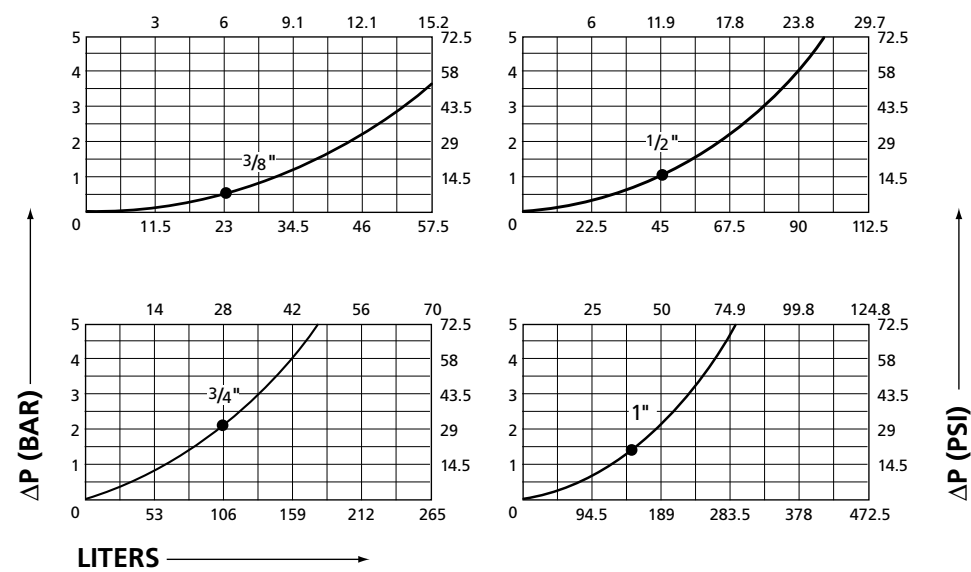 3 6 9.1 12.1 15.2
5 72.5
4 58
3 43.5
2 29
1 14.5
3/8"
0 11.5 23 34.5 46 57.5
6 11.9 17.8 23.8 29.7
5 72.5
4 58
3 43.5
2 29
1 14.5
1/2"
0 22.5 45 67.5 90 112.5
14 28 42 56 70
5 72.5
4 58
3 43.5
2 29
1 14.5
3/4"
0 53 106 159 212 265
25 50 74.9 99.8 124.8
5 72.5
4 58
3 43.5
2 29
1 14.5
1"
0 94.5 189 283.5 378 472.5
ΔP (BAR)
ΔP (PSI)
LITERS